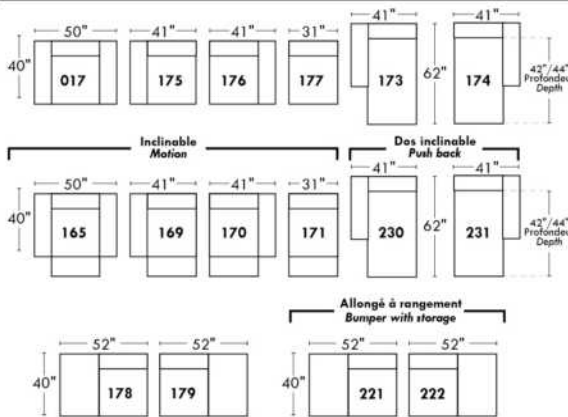 50" 41" 41" 31" 41" 41"
40" 017 175 176 177 173 62" 174 42"/44"
Depth
Inclinable Dos inclinable
Motion Push back
50" 41" 41" 31" 41" 41"
40" 165 169 170 171 230 62" 231 42"/44"
Depth
Allongé à rangement
Bumper with storage
52" 52" 52" 52"
40" 178 179 40" 221 222